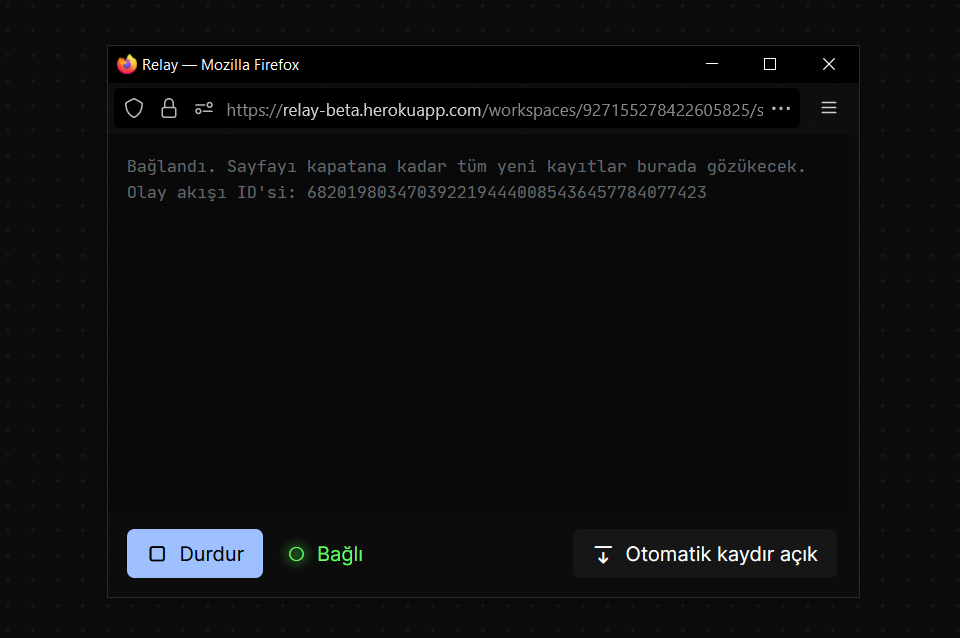 Relay — Mozilla Firefox
https://relay-beta.herokuapp.com/workspaces/927155278422605825/s
Bağlandı. Sayfayı kapatana kadar tüm yeni kayıtlar burada gözükecek.
Olay akışı ID'si: 6820198034703922194440085436457784077423
Durdur
Bağlı
Otomatik kaydır açık